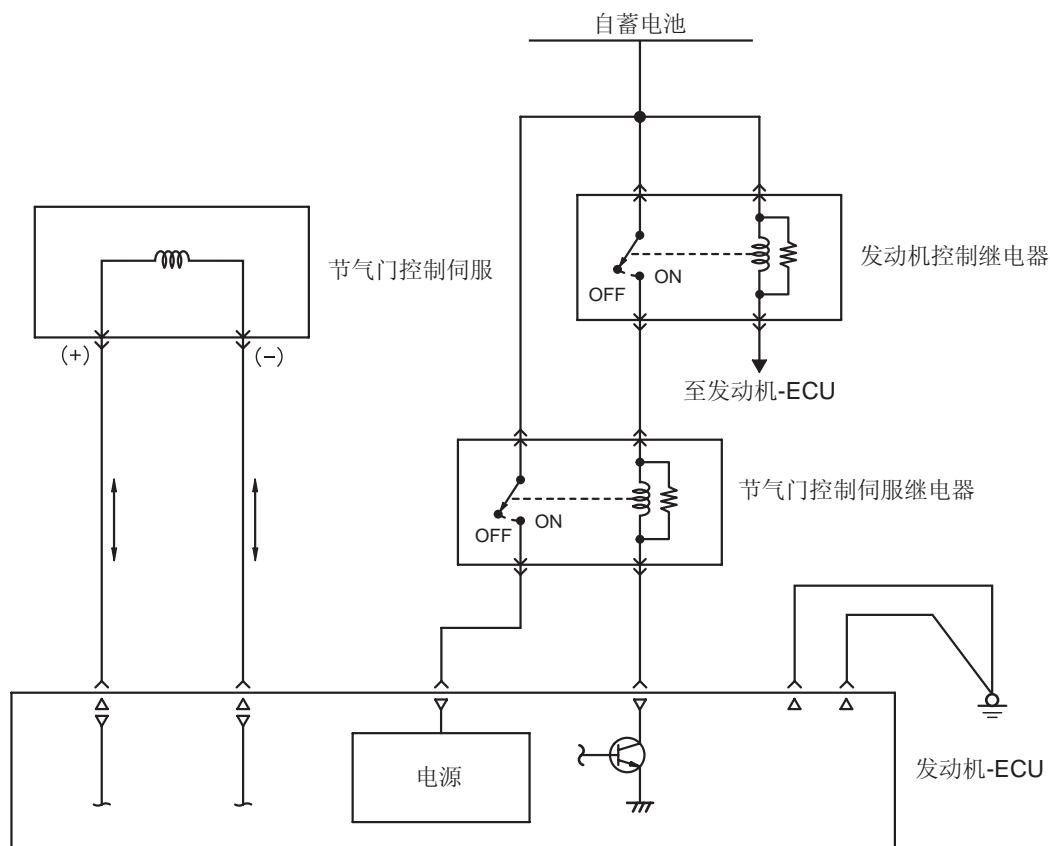 自蓄电池
节气门控制伺服
发动机控制继电器
OFF
ON
(+)
(−)
至发动机-ECU
节气门控制伺服继电器
OFF
ON
电源
发动机-ECU